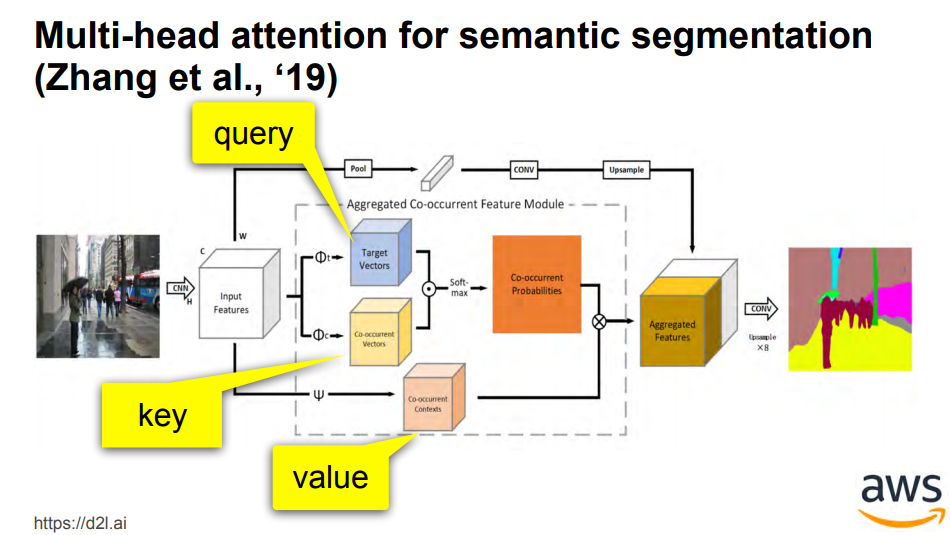 Multi-head attention for semantic segmentation
(Zhang et al., ‘19)
query
Pool
CONV
Upsample
Aggregated Co-occurrent Feature Module
W
C
H
CNN
Input
Features
Φt
Target
Vectors
Φc
Co-occurrent
Vectors
Soft-
max
Co-occurrent
Probabilities
Aggregated
Features
CONV
Upsample
×8
Ψ
Co-occurrent
Contexts
key
value
aws
https://d2l.ai